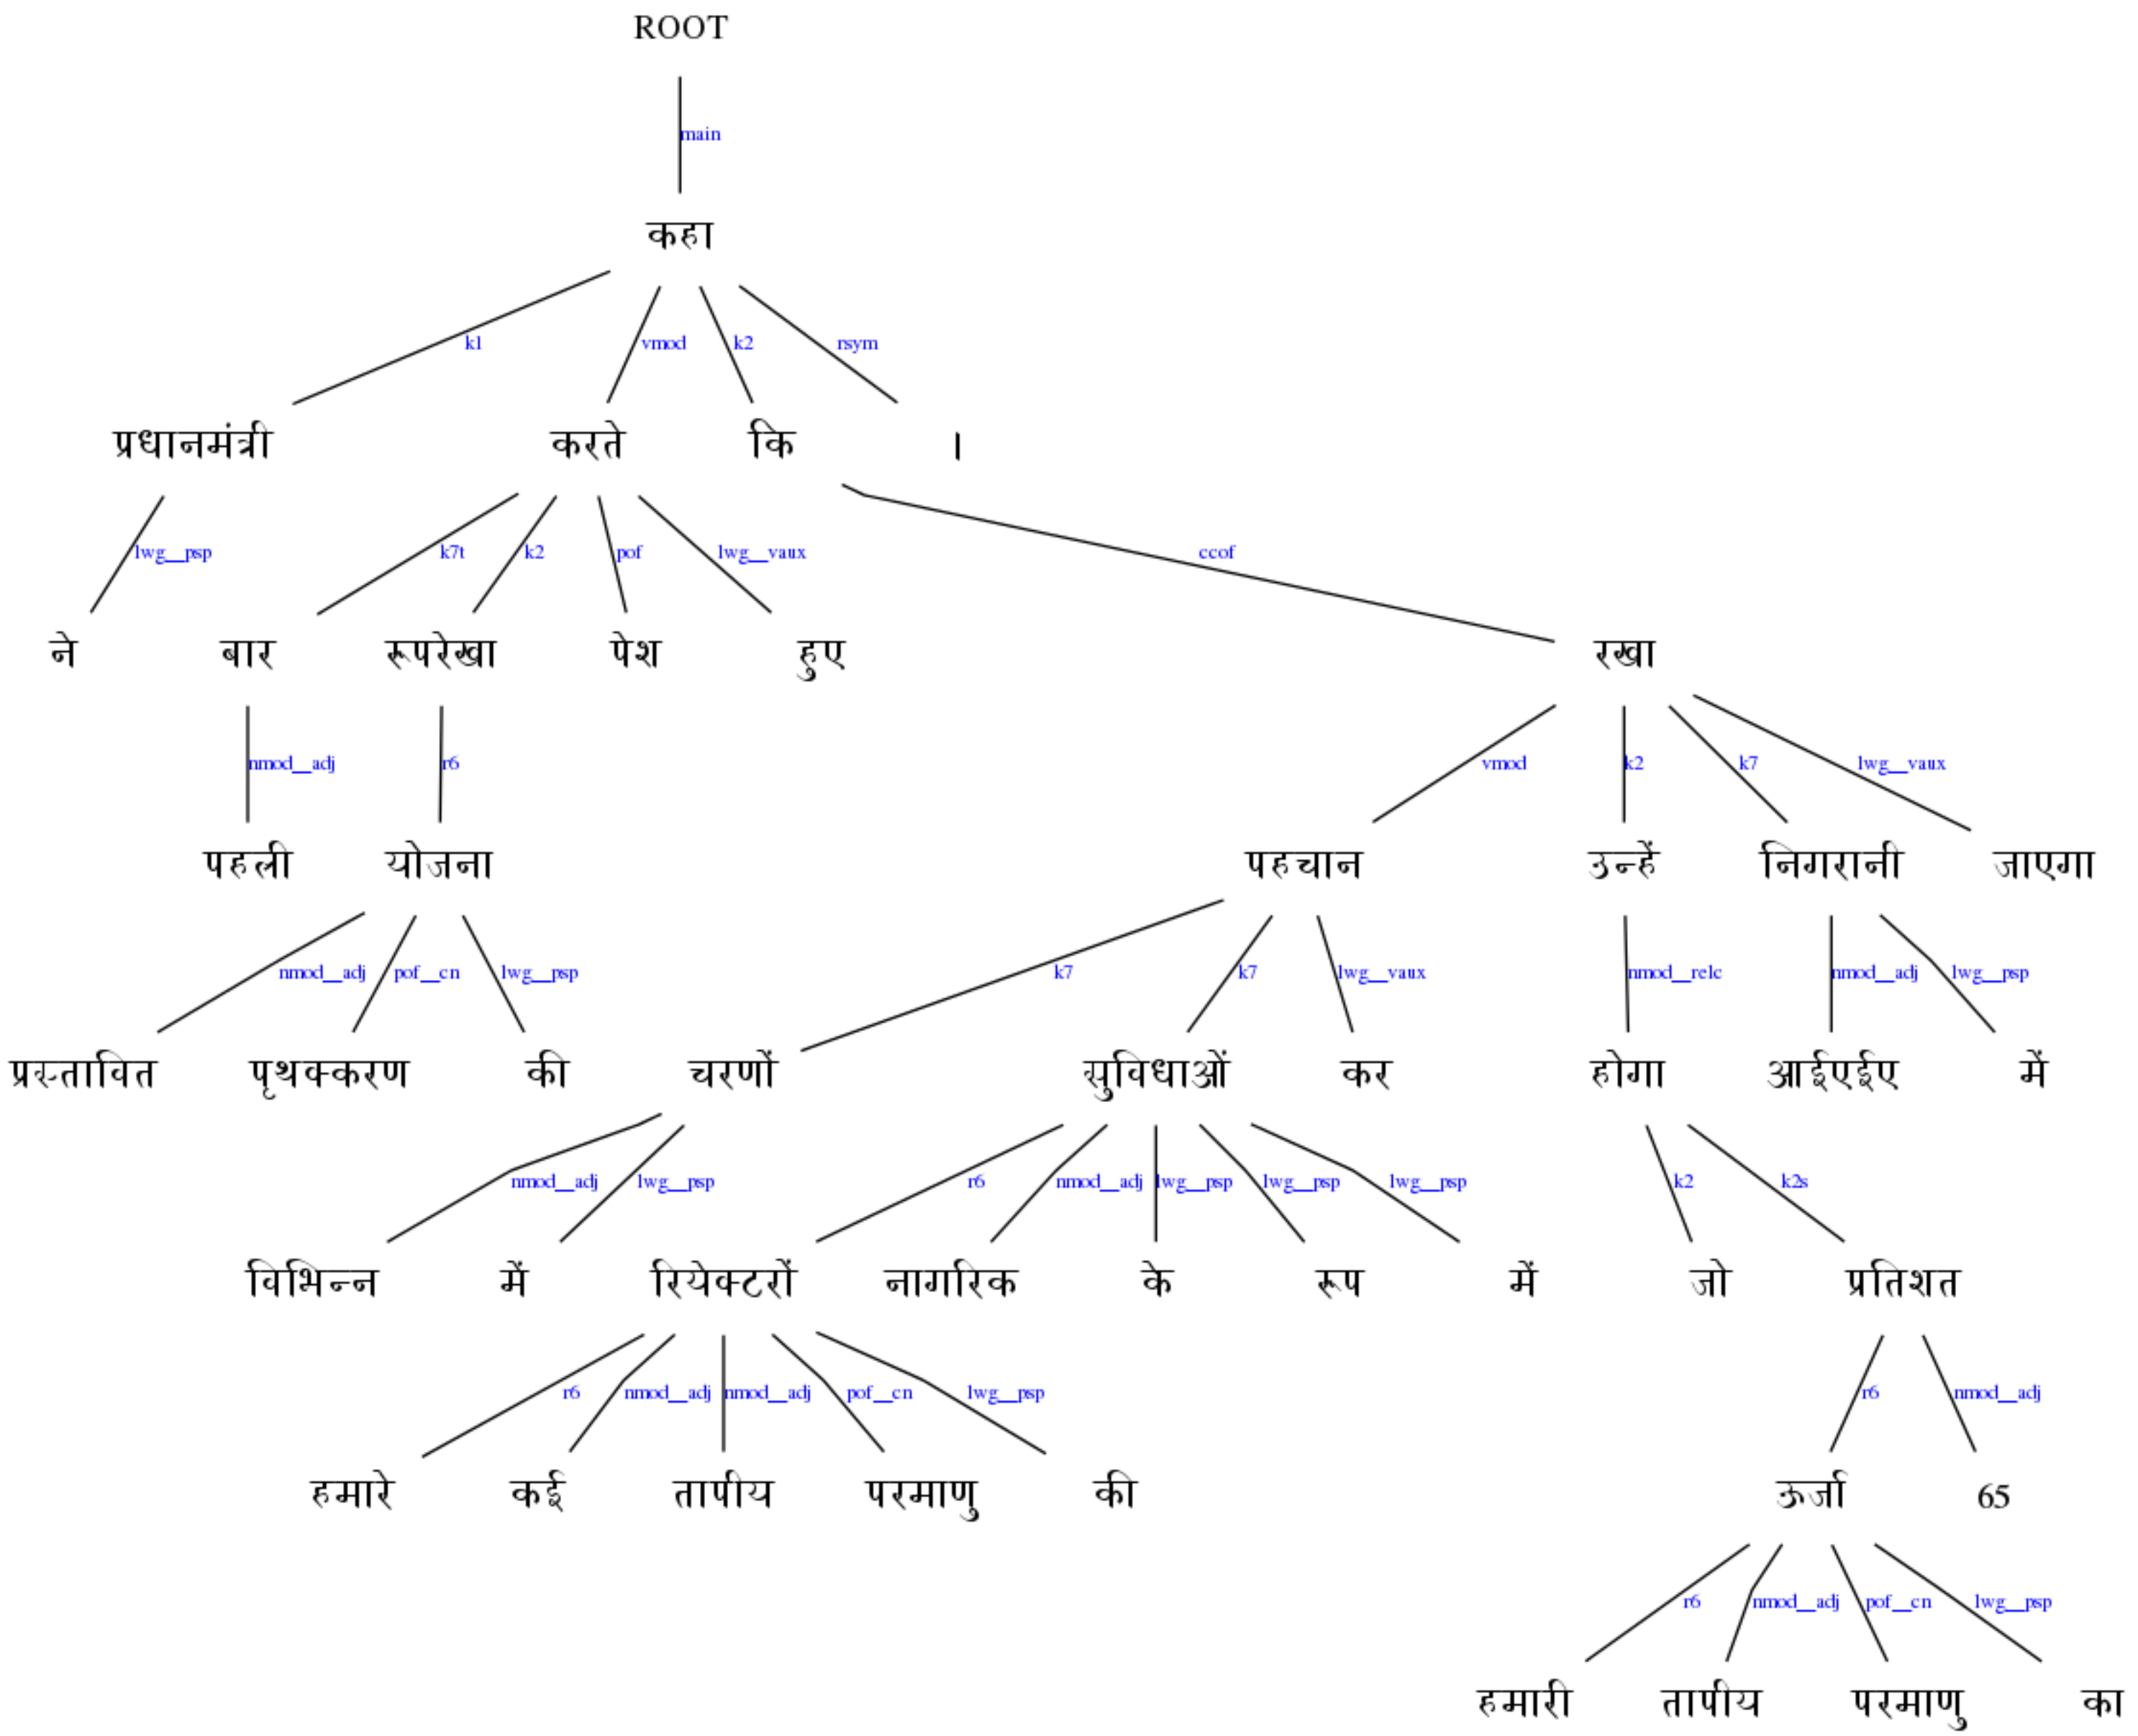 ROOT
main
कहा
k1 vmod k2 rsym
प्रधानमंत्री करते कि ।
lwg__psp k7t k2 pof lwg__vaux ccof
ने बार रूपरेखा पेश हुए रखा
nmod__adj r6 vmod k2 k7 lwg__vaux
पहली योजना पहचान उन्हें निगरानी जाएगा
nmod__adj pof__cn lwg__psp k7 k7 lwg__vaux nmod__relc nmod__adj lwg__psp
प्रस्तावित पृथक्करण की चरणों सुविधाओं कर होगा आईएईए में
nmod__adj lwg__psp r6 nmod__adj lwg__psp lwg__psp lwg__psp k2 k2s
विभिन्न में रियेक्टरों नागरिक के रूप में जो प्रतिशत
r6 nmod__adj nmod__adj pof__cn lwg__psp r6 nmod__adj
हमारे कई तापीय परमाणु की ऊर्जा 65
r6 nmod__adj pof__cn lwg__psp
हमारी तापीय परमाणु का